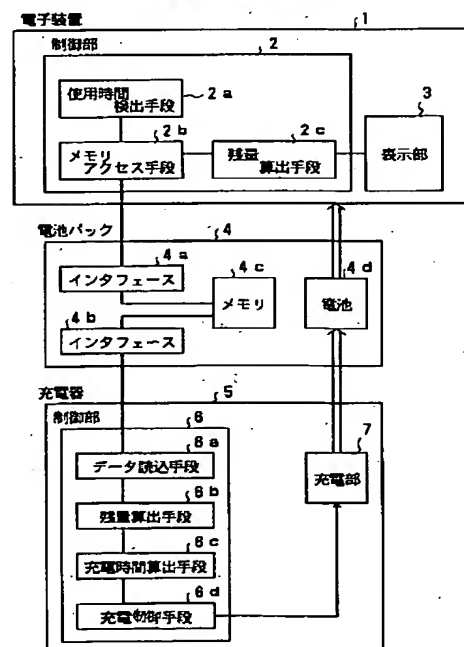 電子装置
1
制御部
2
使用時間
検出手段
2a
メモリ
アクセス手段
2b
残量
算出手段
2c
表示部
3
電池パック
4
インタフェース
4a
メモリ
4c
電池
4d
インタフェース
4b
充電器
5
制御部
6
データ読込手段
6a
残量算出手段
6b
充電時間算出手段
6c
充電制御手段
6d
充電部
7